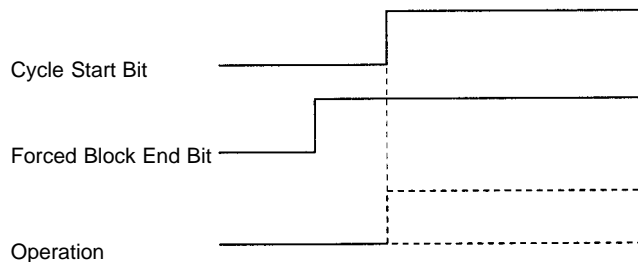 Cycle Start Bit
Forced Block End Bit
Operation